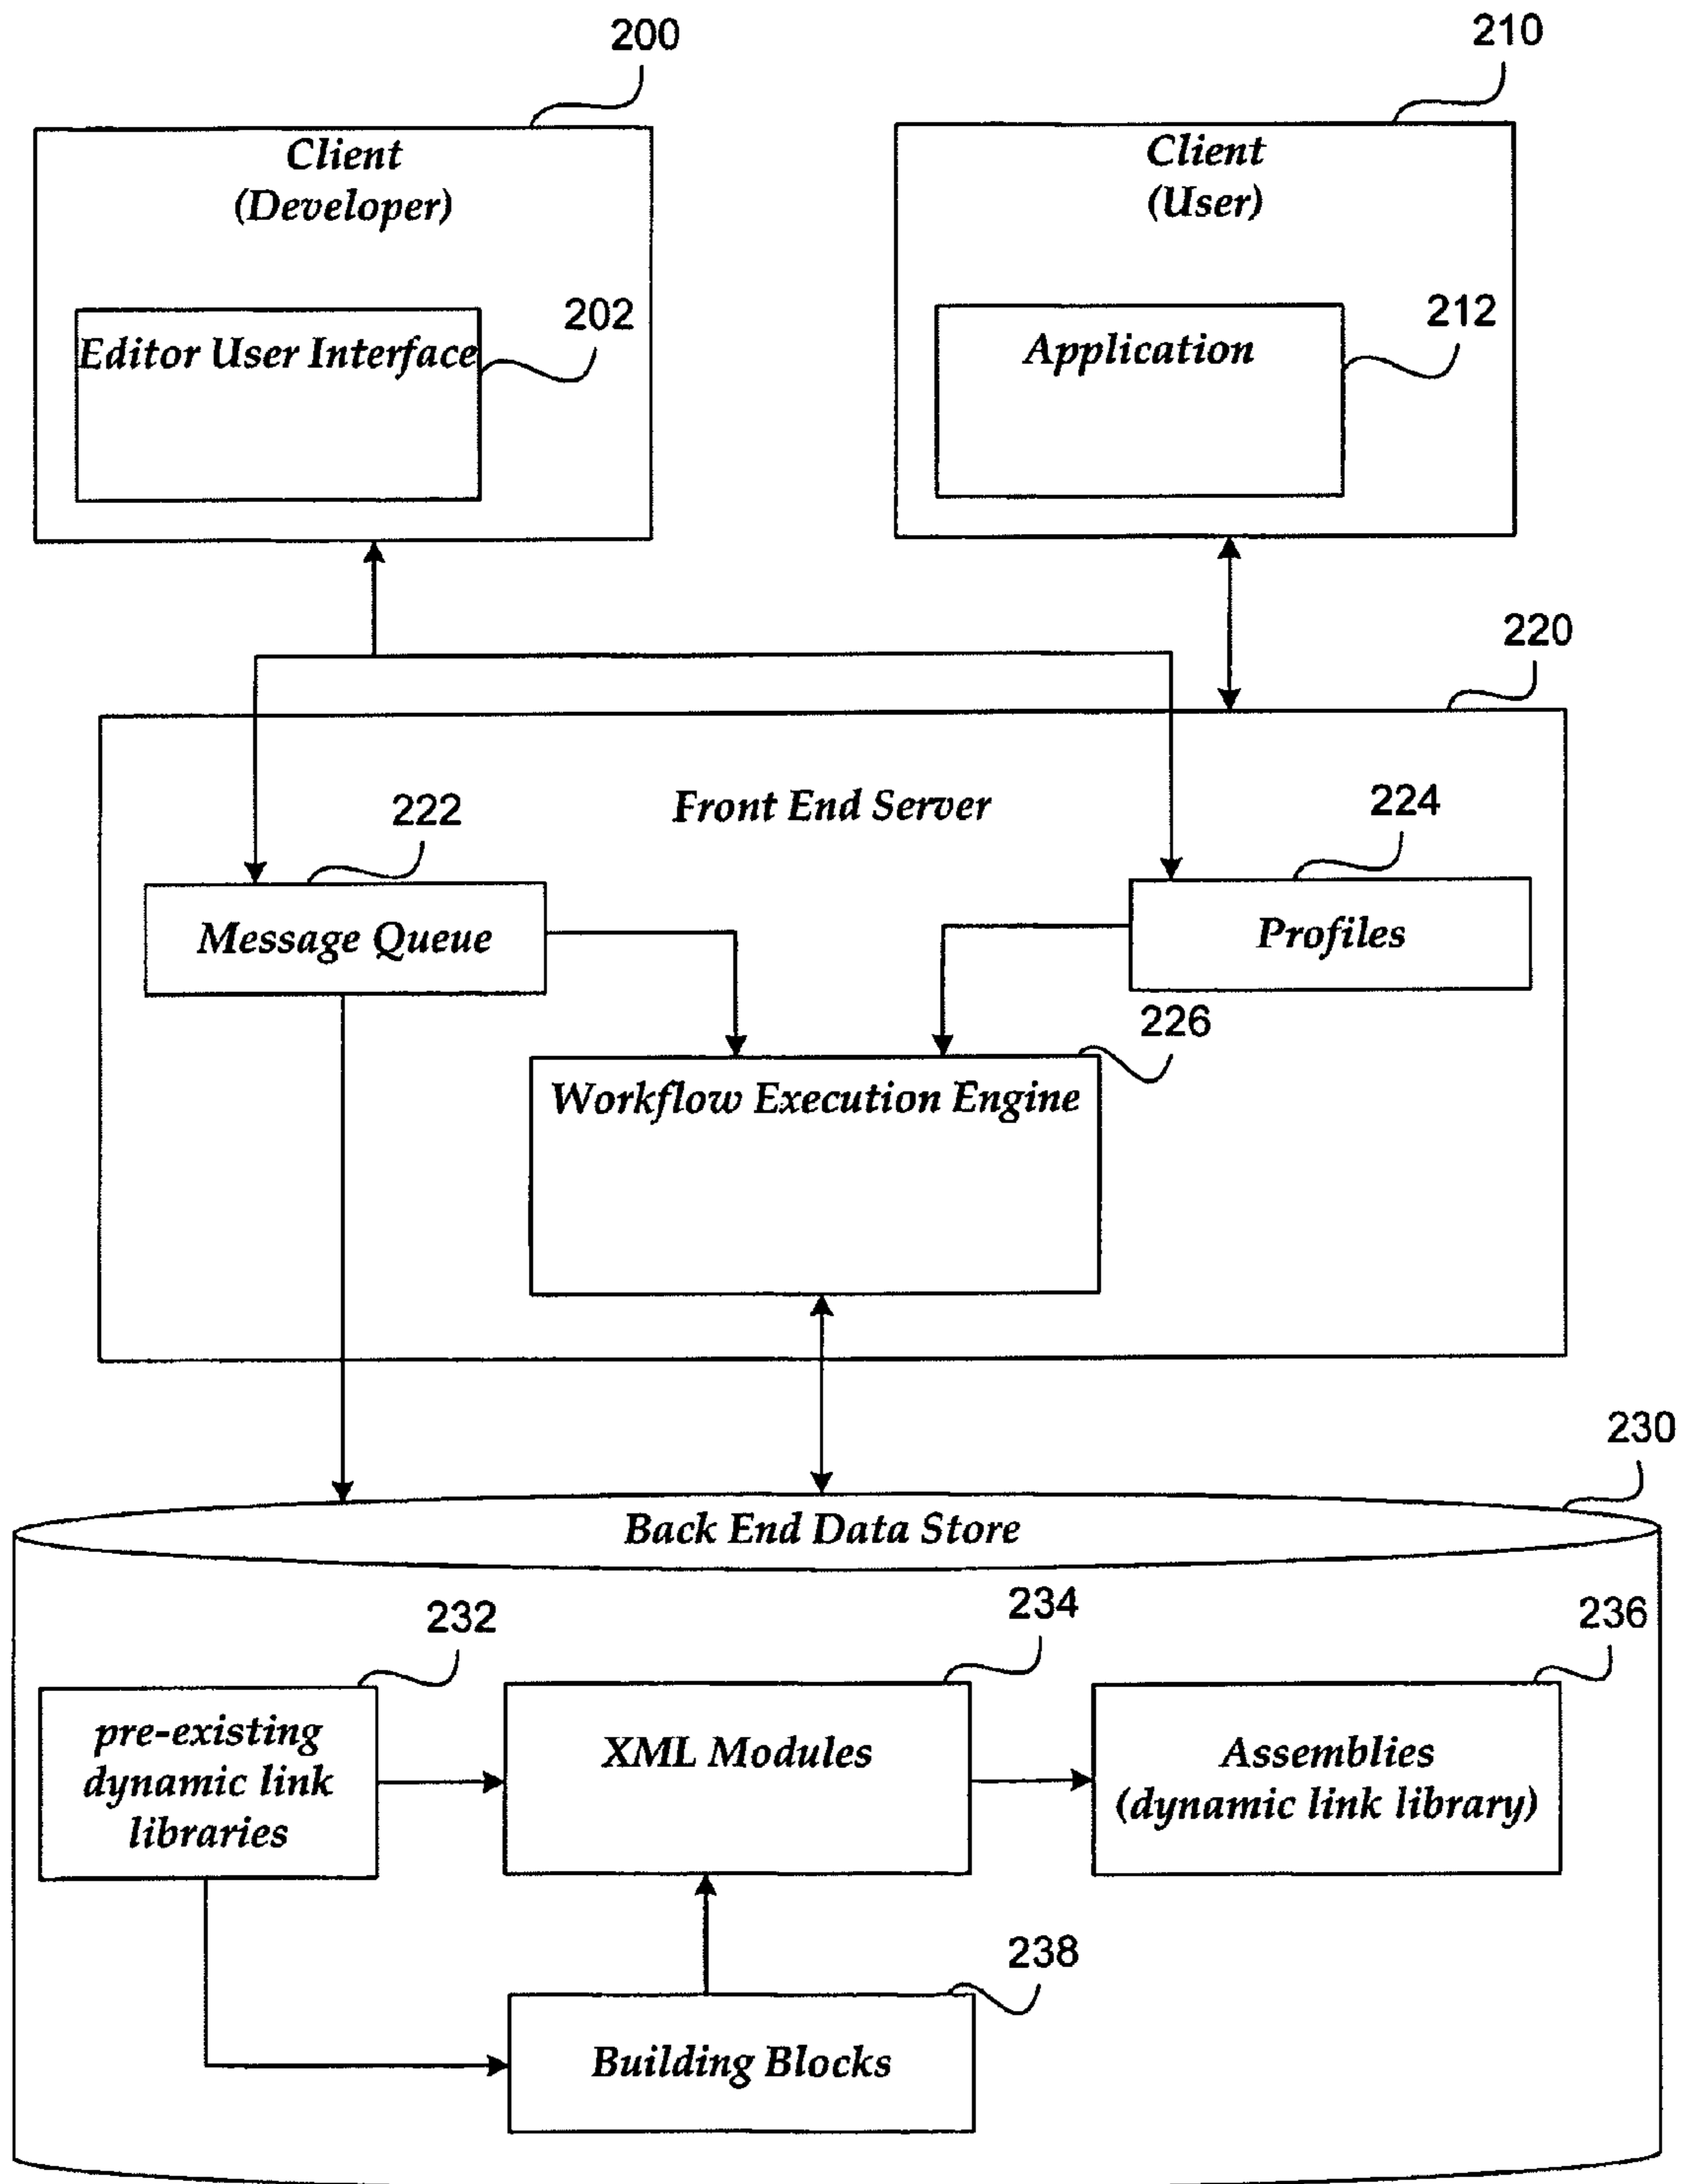 200
210
Client
(Developer)
Client
(User)
202
Editor User Interface
212
Application
220
Front End Server
222
224
Message Queue
Profiles
226
Workflow Execution Engine
230
Back End Data Store
232
234
236
pre-existing
dynamic link
libraries
XML Modules
Assemblies
(dynamic link library)
238
Building Blocks